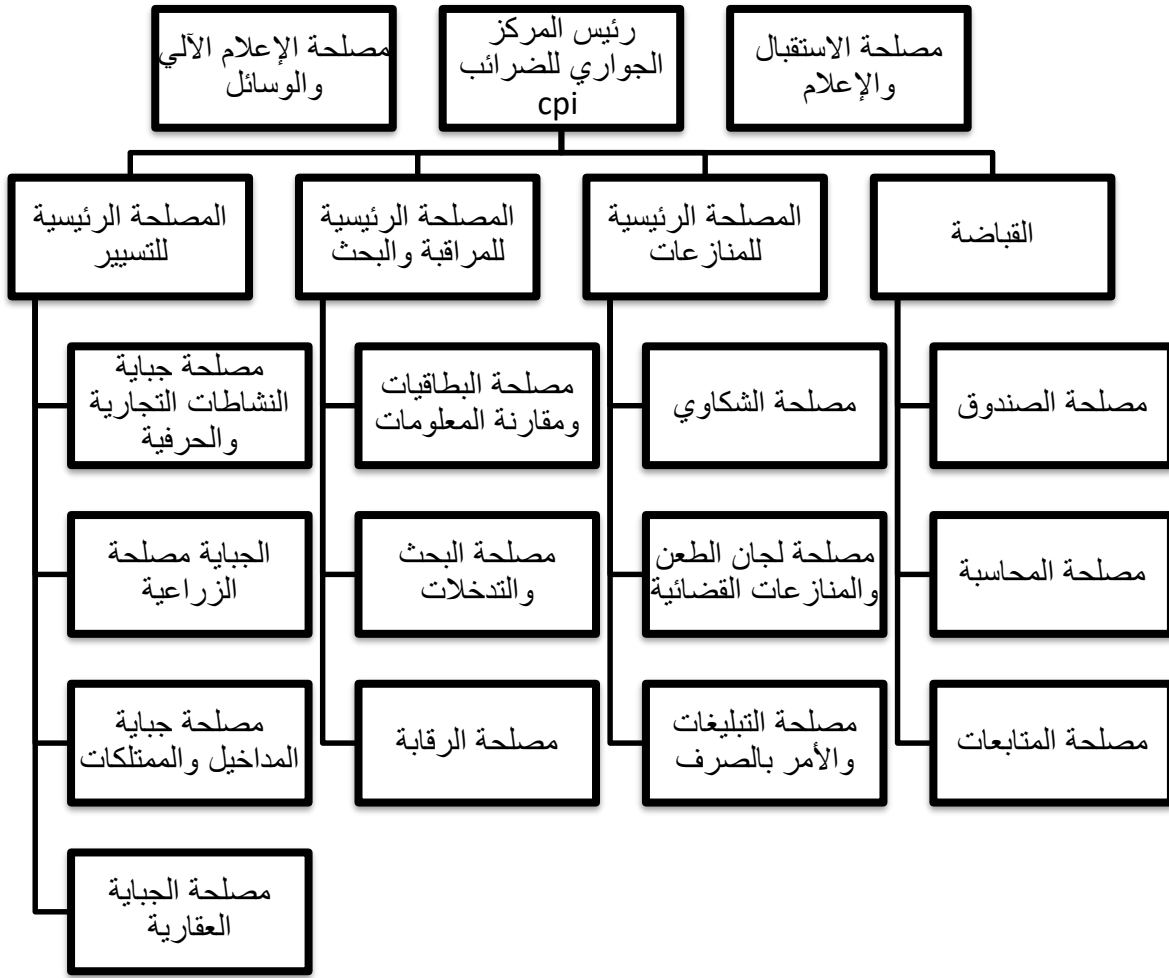 مصلحة الاستقبال
والإعلام
رئيس المركز
الجواري للضرائب
cpi
مصلحة الإعلام الآلي
والوسائل
القباضة
المصلحة الرئيسية
للمنازعات
المصلحة الرئيسية
للمراقبة والبحث
المصلحة الرئيسية
للتسيير
مصلحة الصندوق
مصلحة الشكاوي
مصلحة البطاقيات
ومقارنة المعلومات
مصلحة جباية
النشاطات التجارية
والحرفية
مصلحة المحاسبة
مصلحة لجان الطعن
والمنازعات القضائية
مصلحة البحث
والتدخلات
الجباية مصلحة
الزراعية
مصلحة المتابعات
مصلحة التبليغات
والأمر بالصرف
مصلحة الرقابة
مصلحة جباية
المداخيل والممتلكات
مصلحة الجباية
العقارية